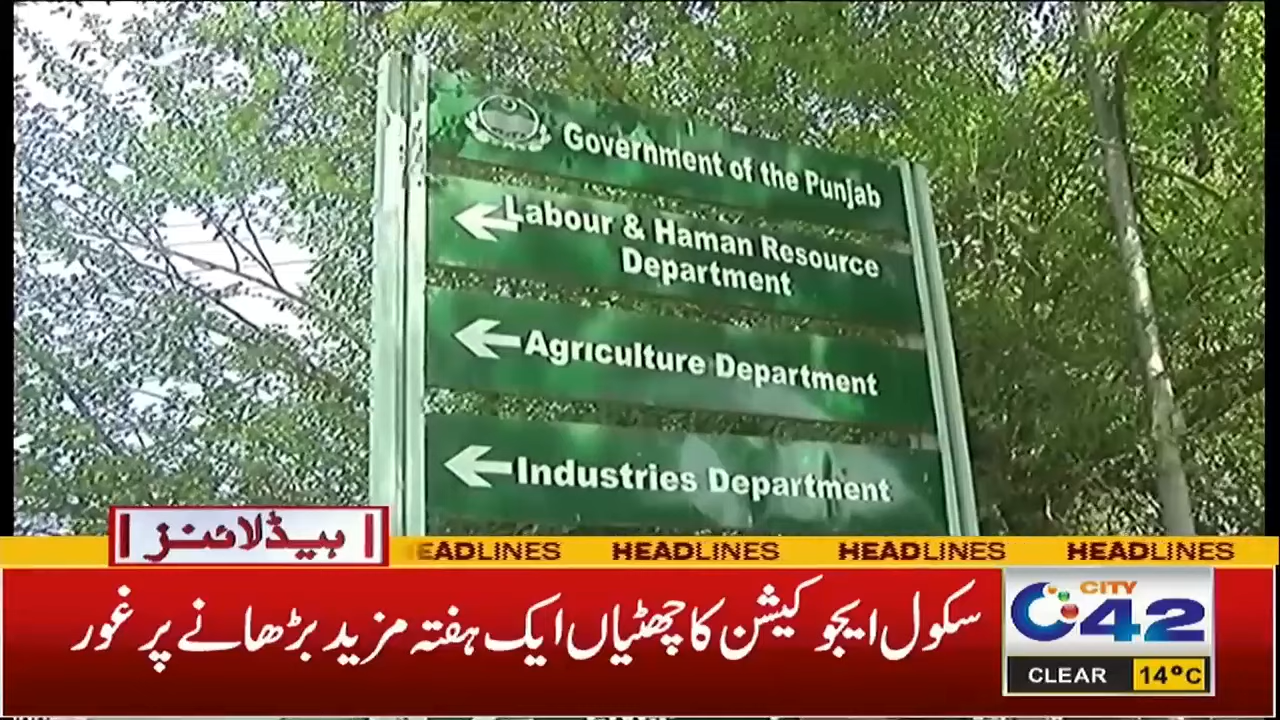 Government of the Punjab
Labour & Haman Resource
Department
Agriculture Department
Industries Department
ہیڈلائنز
EADLINES HEADLINES HEADLINES HEADLINES
سکول ایجوکیشن کا چھٹیاں ایک ہفتہ مزید بڑھانے پر غور
CITY
42
CLEAR 14°C